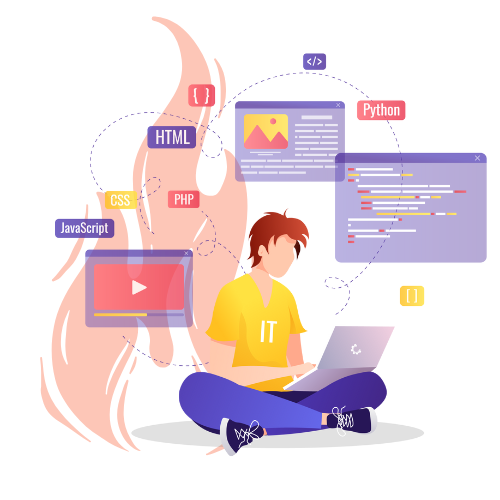 </>
{ }
Python
HTML
CSS
PHP
JavaScript
[ ]
IT